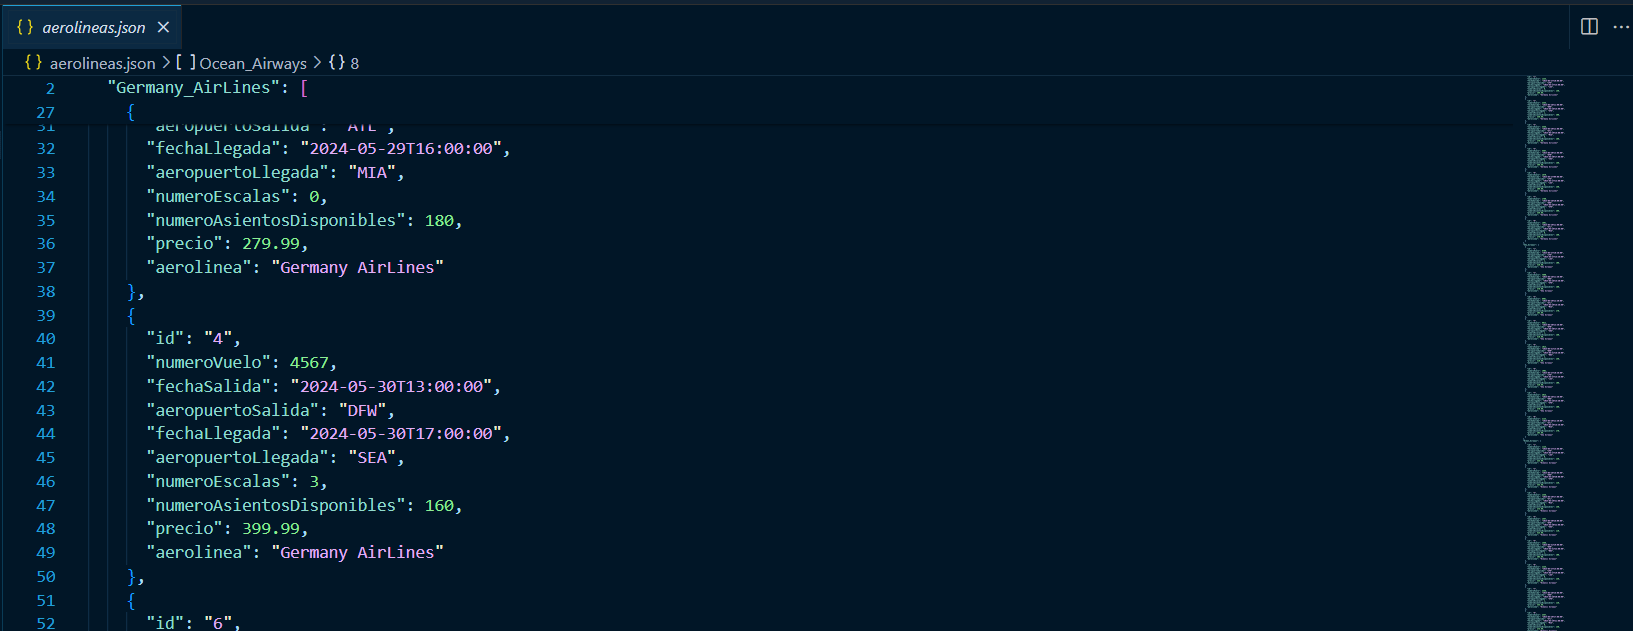 { } aerolineas.json ×
{ } aerolineas.json > [ ] Ocean_Airways > { } 8
2 "Germany_AirLines": [
27 {
31 "aeropuertoSalida": "ATL",
32 "fechaLlegada": "2024-05-29T16:00:00",
33 "aeropuertoLlegada": "MIA",
34 "numeroEscalas": 0,
35 "numeroAsientosDisponibles": 180,
36 "precio": 279.99,
37 "aerolinea": "Germany AirLines"
38 },
39 {
40 "id": "4",
41 "numeroVuelo": 4567,
42 "fechaSalida": "2024-05-30T13:00:00",
43 "aeropuertoSalida": "DFW",
44 "fechaLlegada": "2024-05-30T17:00:00",
45 "aeropuertoLlegada": "SEA",
46 "numeroEscalas": 3,
47 "numeroAsientosDisponibles": 160,
48 "precio": 399.99,
49 "aerolinea": "Germany AirLines"
50 },
51 {
52 "id": "6",